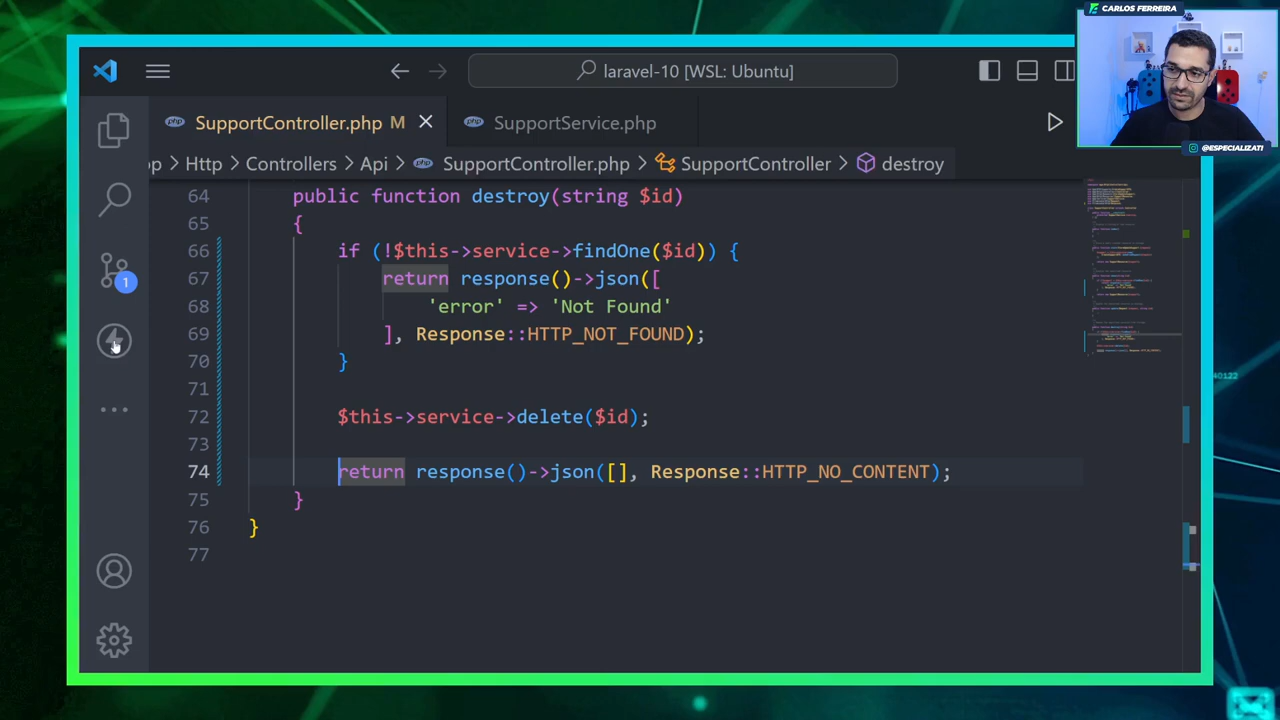 CARLOS FERREIRA
laravel-10 [WSL: Ubuntu]
SupportController.php M
SupportService.php
op > Http > Controllers > Api > SupportController.php > SupportController > destroy
@ESPECIALIZATI
64 public function destroy(string $id)
65 {
66 if (!$this->service->findOne($id)) {
67 return response()->json([
68 'error' => 'Not Found'
69 ], Response::HTTP_NOT_FOUND);
70 }
71
72 $this->service->delete($id);
73
74 return response()->json([], Response::HTTP_NO_CONTENT);
75 }
76 }
77
1
40122